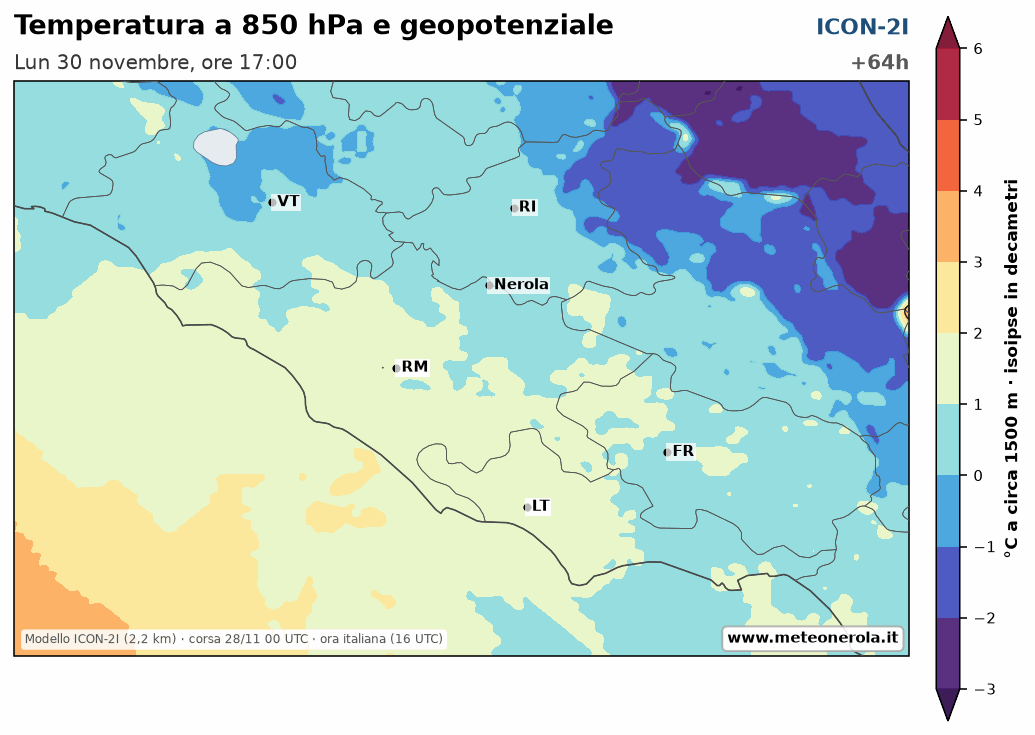 Temperatura a 850 hPa e geopotenziale
ICON-2I
Lun 30 novembre, ore 17:00
+64h
VT
RI
Nerola
RM
FR
LT
Modello ICON-2I (2,2 km) · corsa 28/11 00 UTC · ora italiana (16 UTC)
www.meteonerola.it
6
5
4
3
2
1
0
−1
−2
−3
°C a circa 1500 m · isoipse in decametri